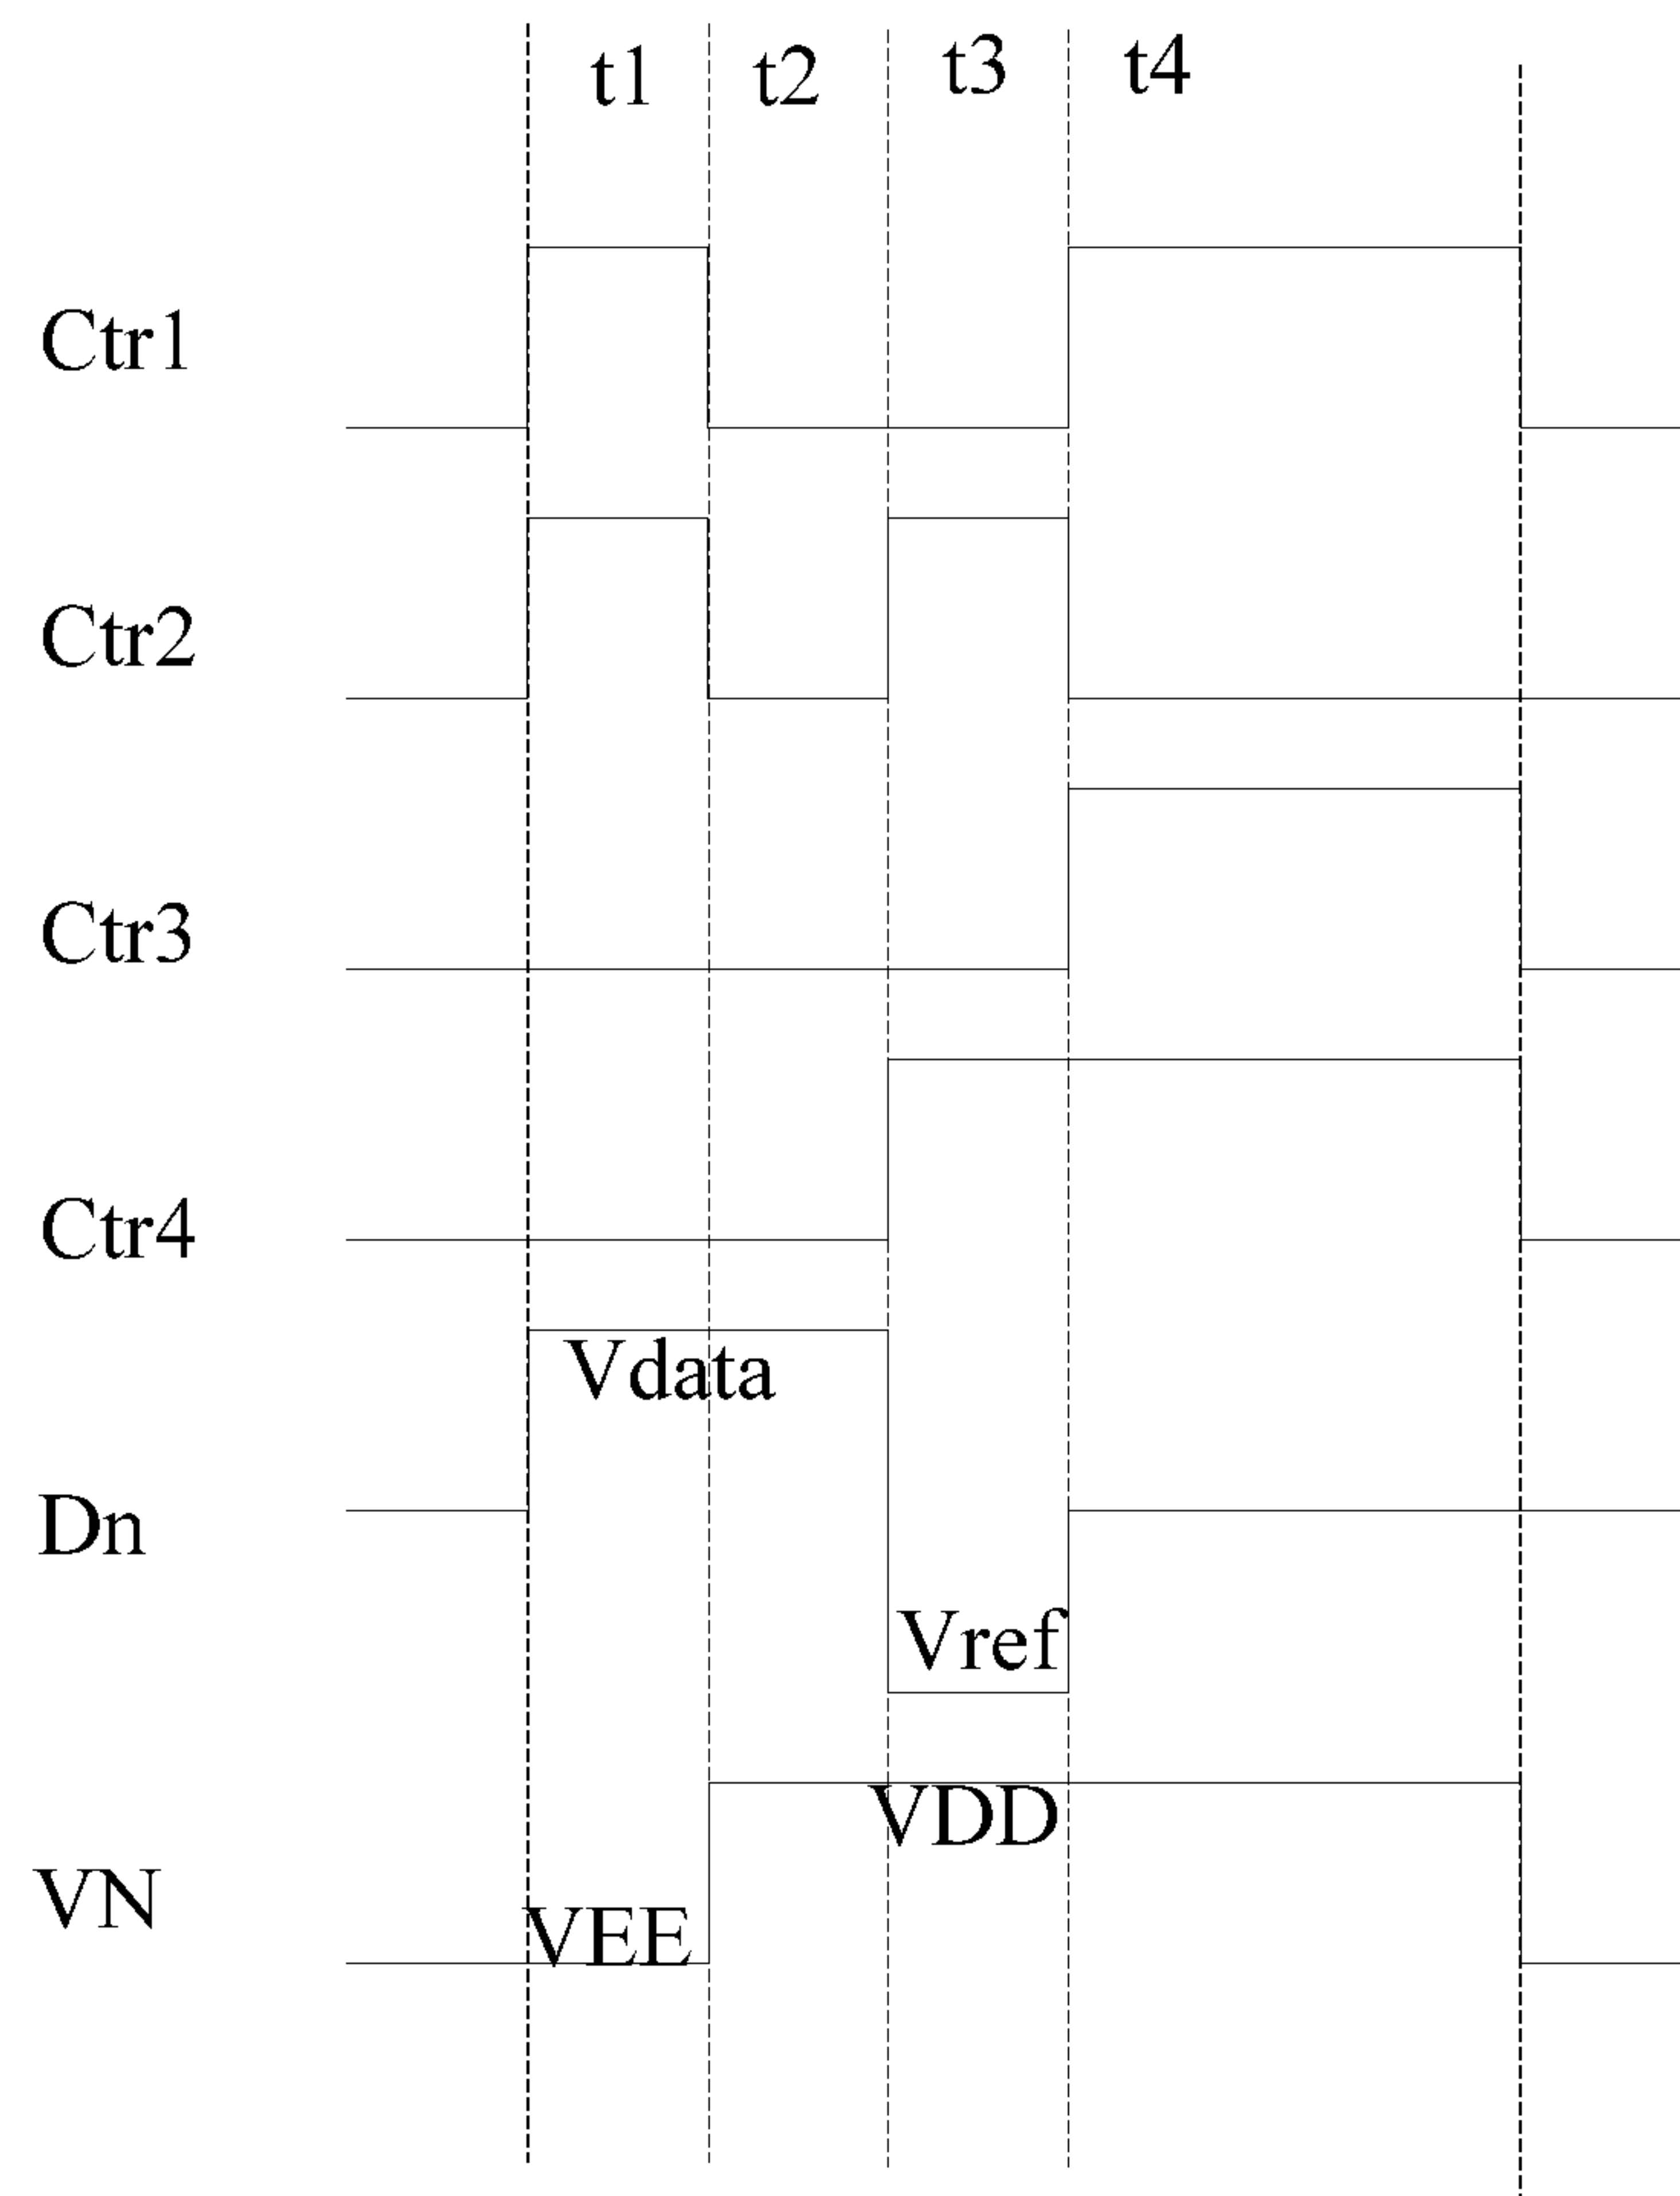 t1 t2 t3 t4
Ctr1
Ctr2
Ctr3
Ctr4
Vdata
Dn
Vref
VDD
VN
VEE